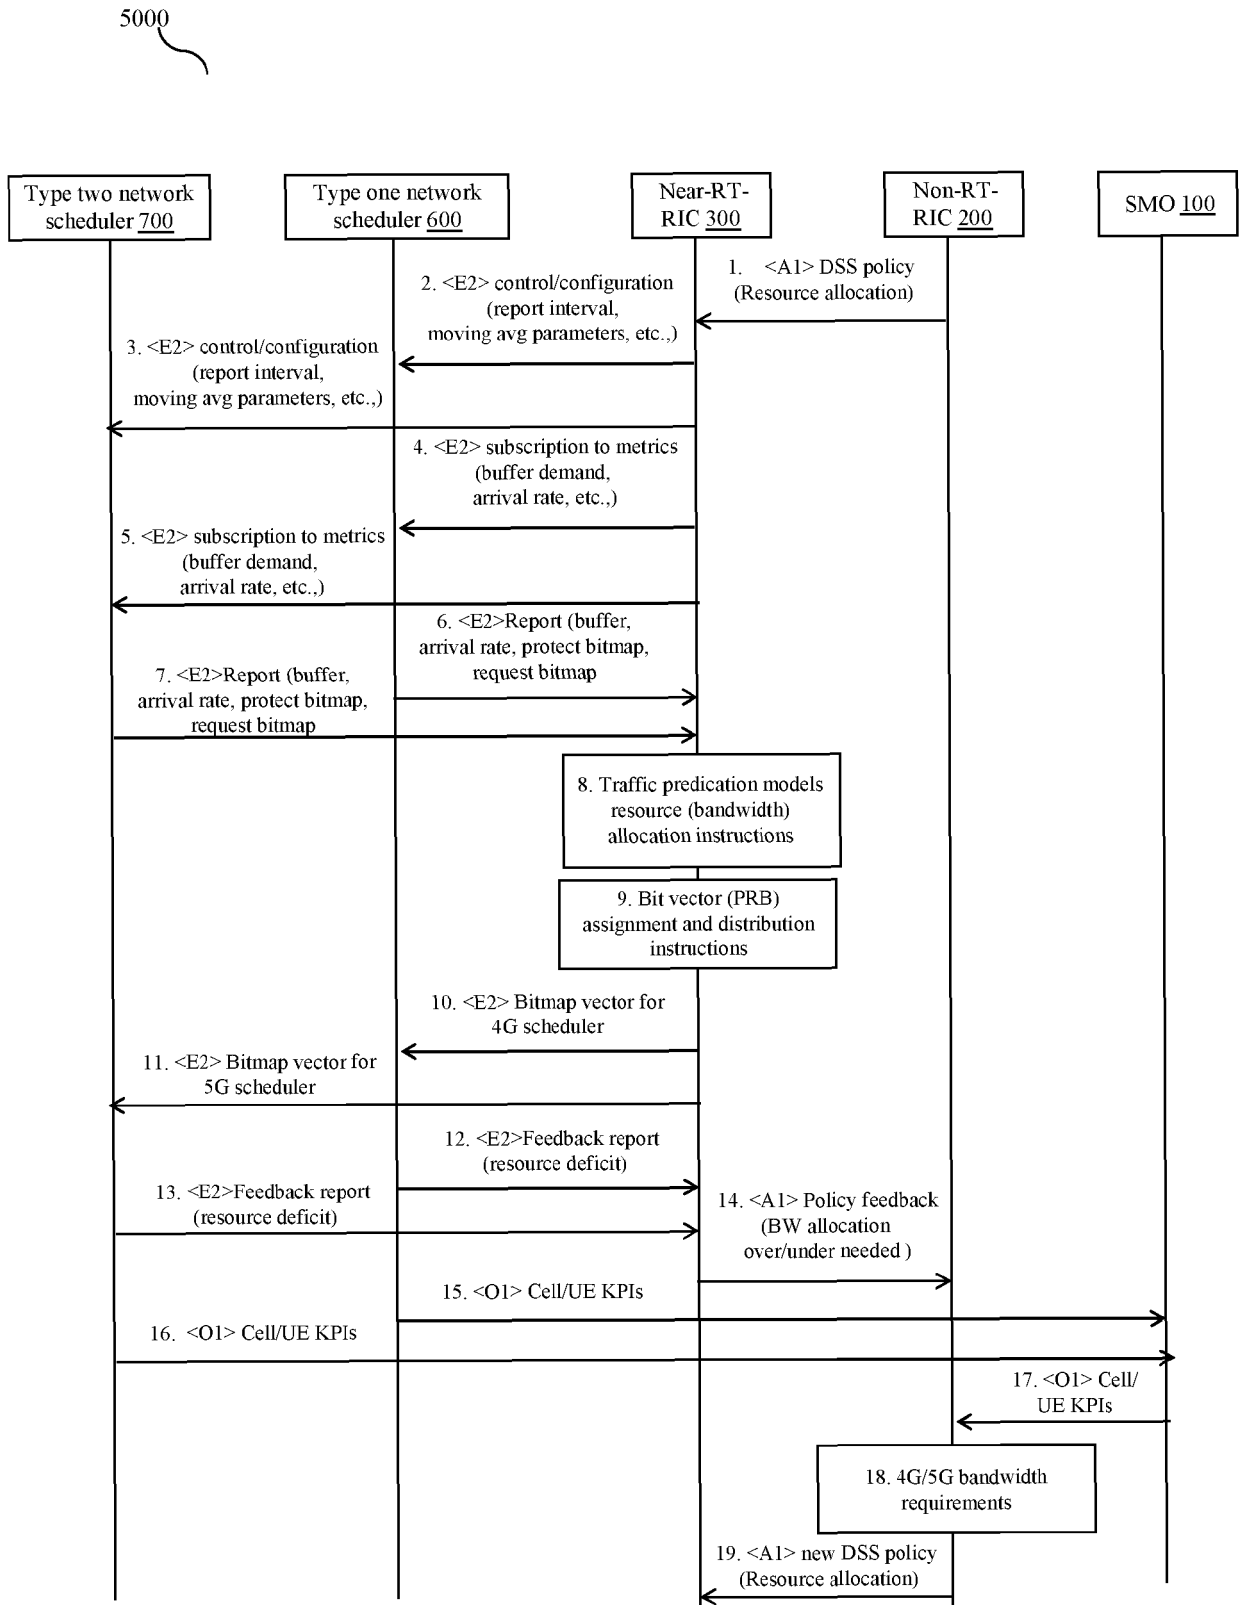 5000
Type two network
scheduler 700
Type one network
scheduler 600
Near-RT-
RIC 300
Non-RT-
RIC 200
SMO 100
1. <A1> DSS policy
(Resource allocation)
2. <E2> control/configuration
(report interval,
moving avg parameters, etc.,)
3. <E2> control/configuration
(report interval,
moving avg parameters, etc.,)
4. <E2> subscription to metrics
(buffer demand,
arrival rate, etc.,)
5. <E2> subscription to metrics
(buffer demand,
arrival rate, etc.,)
6. <E2>Report (buffer,
arrival rate, protect bitmap,
request bitmap
7. <E2>Report (buffer,
arrival rate, protect bitmap,
request bitmap
8. Traffic predication models
resource (bandwidth)
allocation instructions
9. Bit vector (PRB)
assignment and distribution
instructions
10. <E2> Bitmap vector for
4G scheduler
11. <E2> Bitmap vector for
5G scheduler
12. <E2>Feedback report
(resource deficit)
13. <E2>Feedback report
(resource deficit)
14. <A1> Policy feedback
(BW allocation
over/under needed )
15. <O1> Cell/UE KPIs
16. <O1> Cell/UE KPIs
17. <O1> Cell/
UE KPIs
18. 4G/5G bandwidth
requirements
19. <A1> new DSS policy
(Resource allocation)